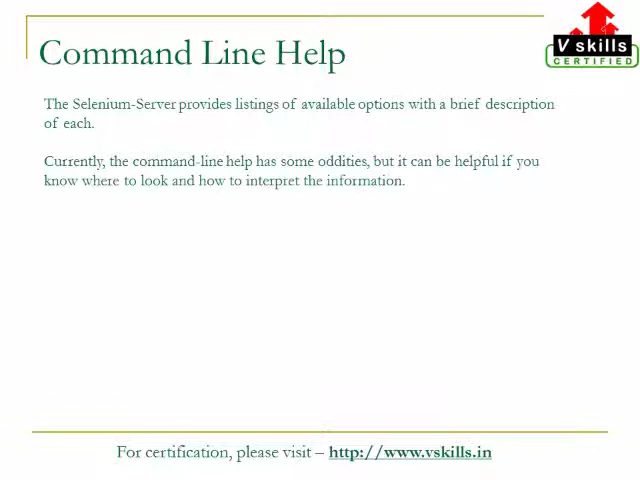 Command Line Help
V skills
CERTIFIED
The Selenium-Server provides listings of available options with a brief description
of each.
Currently, the command-line help has some oddities, but it can be helpful if you
know where to look and how to interpret the information.
For certification, please visit – http://www.vskills.in